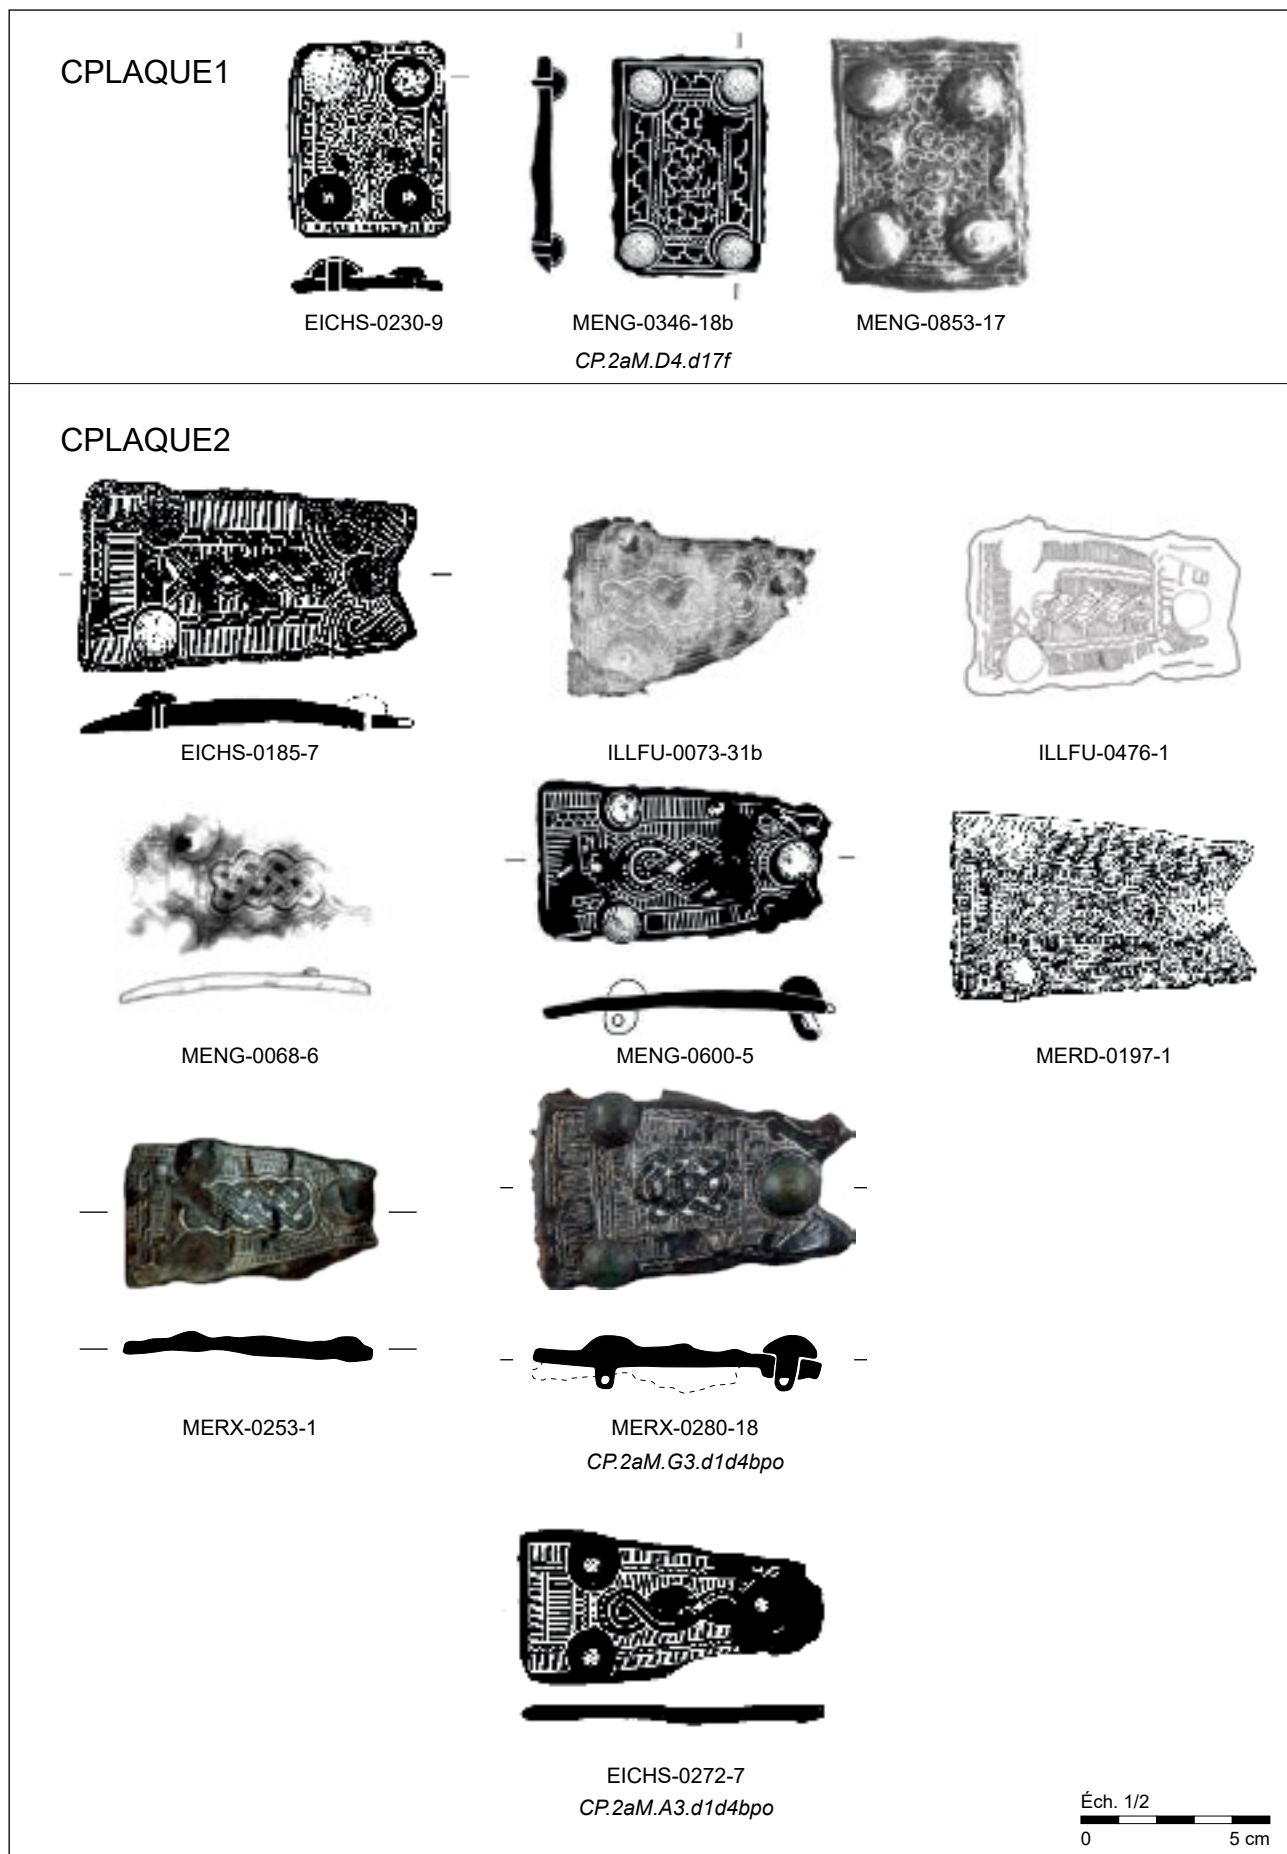 CPLAQUE1
EICHS-0230-9
MENG-0346-18b
MENG-0853-17
CP.2aM.D4.d17f
CPLAQUE2
EICHS-0185-7
ILLFU-0073-31b
ILLFU-0476-1
MENG-0068-6
MENG-0600-5
MERD-0197-1
MERX-0253-1
MERX-0280-18
CP.2aM.G3.d1d4bpo
EICHS-0272-7
CP.2aM.A3.d1d4bpo
Éch. 1/2
0 5 cm